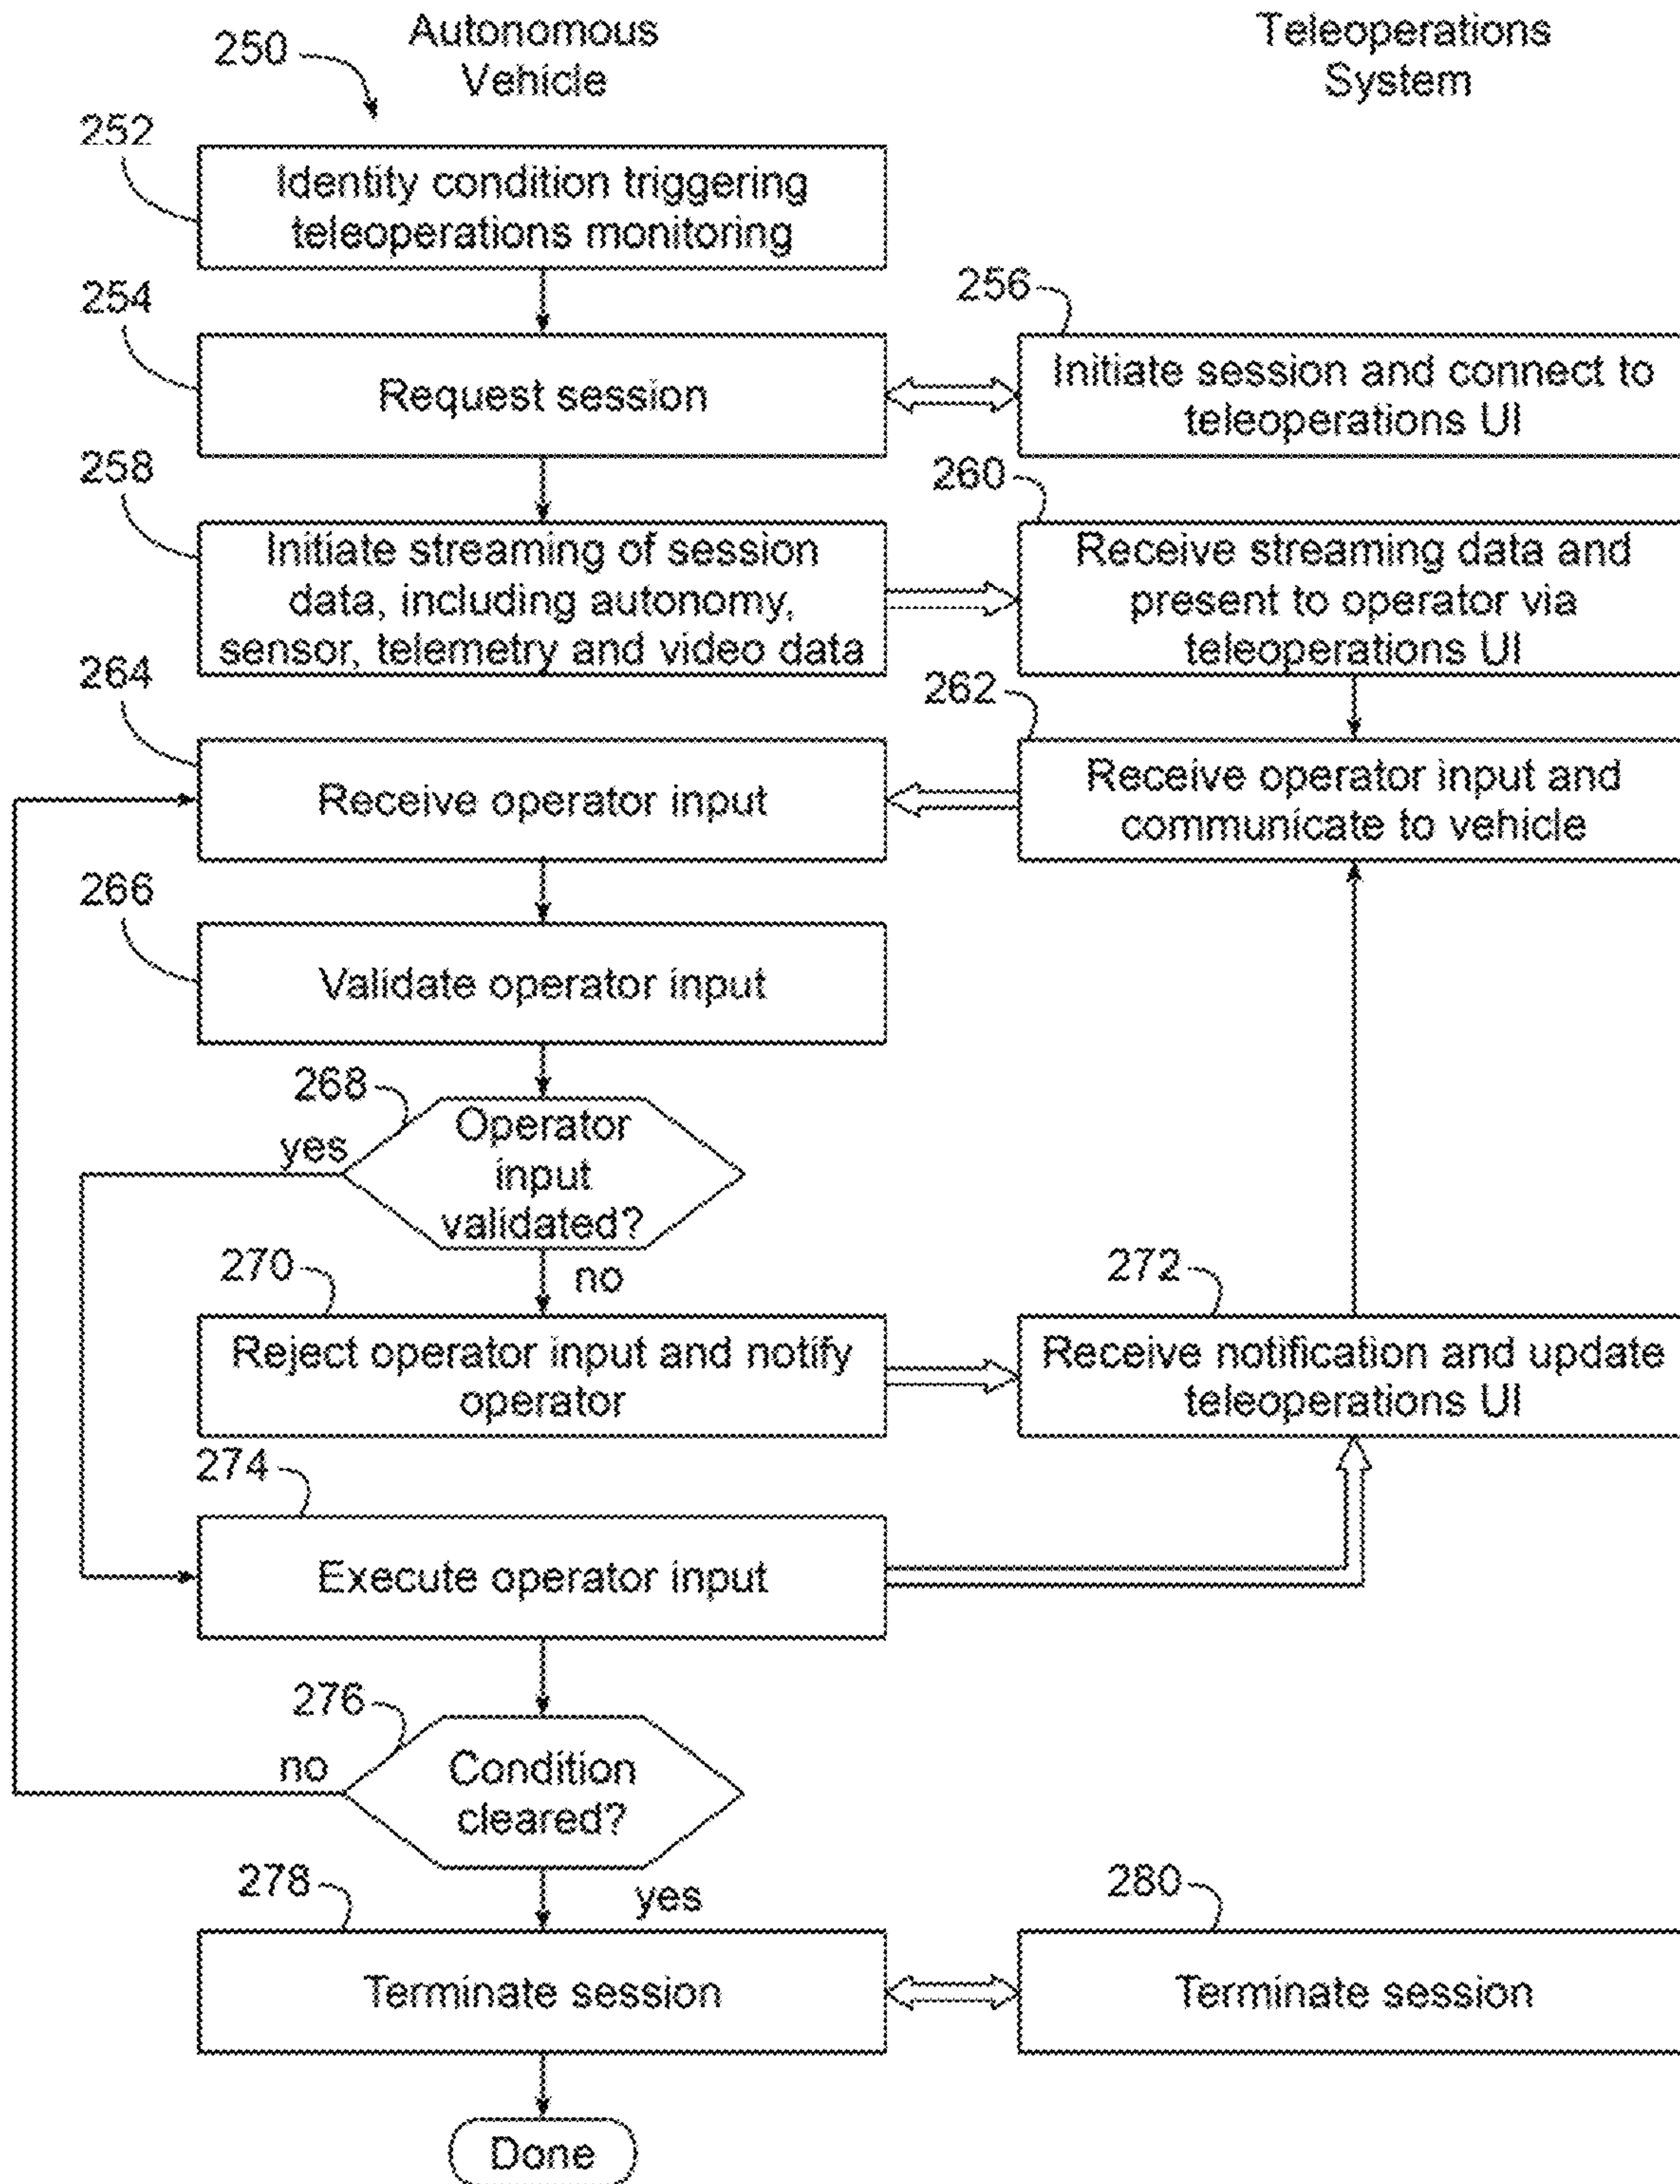 Autonomous
Vehicle
Teleoperations
System
250
252
Identity condition triggering
teleoperations monitoring
254
Request session
256
Initiate session and connect to
teleoperations UI
258
Initiate streaming of session
data, including autonomy,
sensor, telemetry and video data
260
Receive streaming data and
present to operator via
teleoperations UI
264
Receive operator input
262
Receive operator input and
communicate to vehicle
266
Validate operator input
268
yes
Operator
input
validated?
no
270
Reject operator input and notify
operator
272
Receive notification and update
teleoperations UI
274
Execute operator input
276
no
Condition
cleared?
yes
278
Terminate session
280
Terminate session
Done